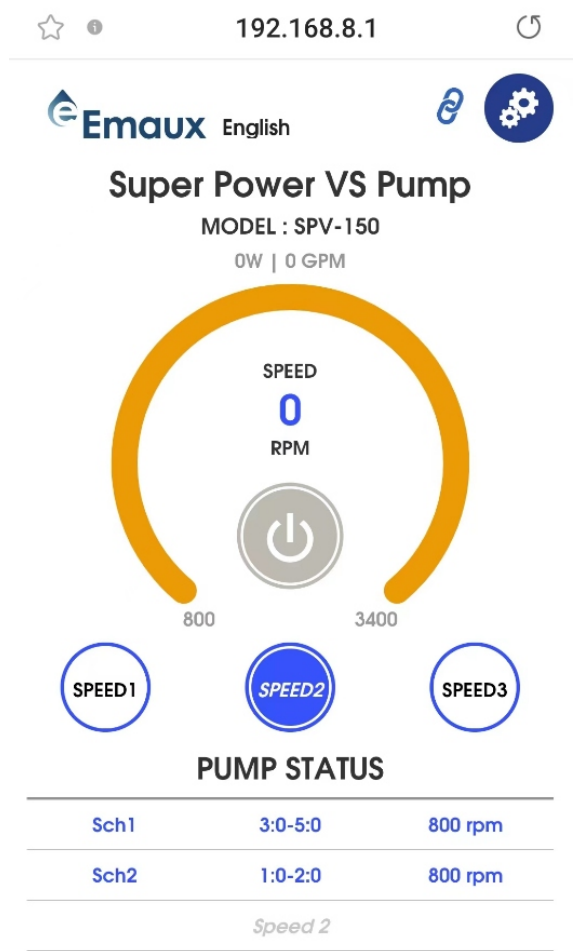 192.168.8.1
Emaux English
Super Power VS Pump
MODEL : SPV-150
0W | 0 GPM
SPEED
0
RPM
800 3400
SPEED1 SPEED2 SPEED3
PUMP STATUS
Sch1 3:0-5:0 800 rpm
Sch2 1:0-2:0 800 rpm
Speed 2